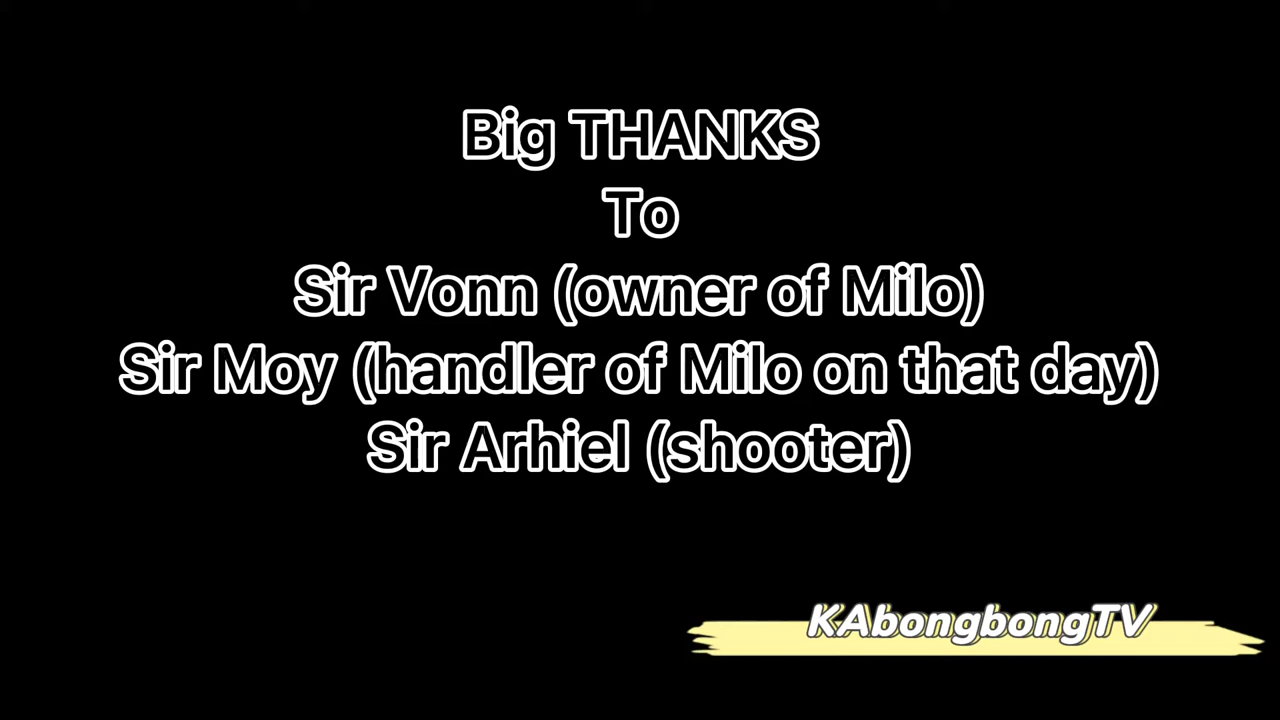 Big THANKS
To
Sir Vonn (owner of Milo)
Sir Moy (handler of Milo on that day)
Sir Arhiel (shooter)
KAbongbongTV